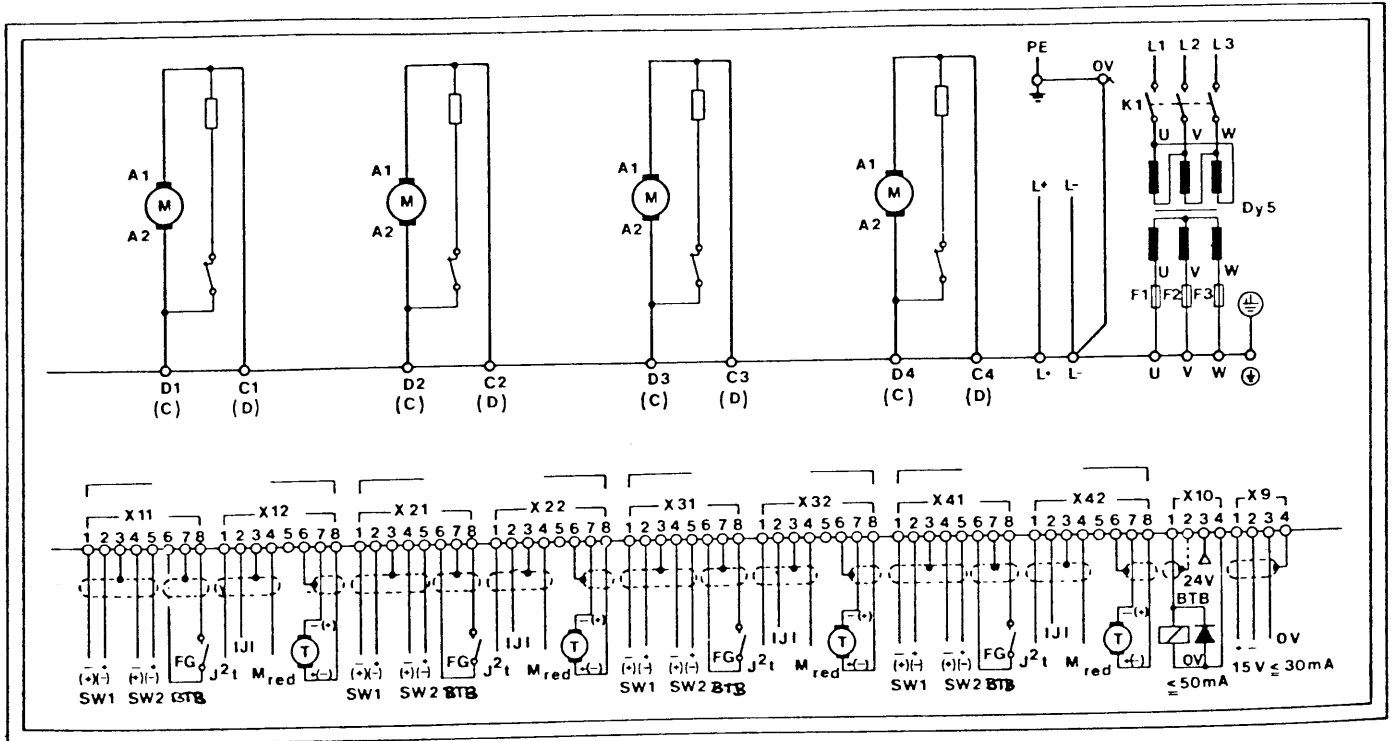 PE OV L1 L2 L3
K1
U V W
A1 A1 A1 A1
M M M M
A2 A2 A2 A2
L+ L-
Dy5
U V W
F1 F2 F3
D1 C1 D2 C2 D3 C3 D4 C4 L+ L- U V W
(C) (D) (C) (D) (C) (D) (C) (D)
X11 X12 X21 X22 X31 X32 X41 X42 X10 X9
1 2 3 4 5 6 7 8 1 2 3 4 5 6 7 8 1 2 3 4 5 6 7 8 1 2 3 4 5 6 7 8 1 2 3 4 5 6 7 8 1 2 3 4 5 6 7 8 1 2 3 4 5 6 7 8 1 2 3 4 5 6 7 8 1 2 3 4 1 2 3 4
24V
BTB
-(+) -(+) -(+) -(+)
IJI IJI IJI IJI
T T T T
FG FG FG FG
J²t J²t J²t J²t
Mred Mred Mred Mred
+(-) +(-) +(-) +(-)
- + - + - + - + - + - + - + - +
(+)(-) (+)(-) (+)(-) (+)(-) (+)(-) (+)(-) (+)(-) (+)(-)
SW1 SW2 BTB SW1 SW2 BTB SW1 SW2 BTB SW1 SW2 BTB
0V
≤50mA
+ - 0V
15V ≤ 30mA